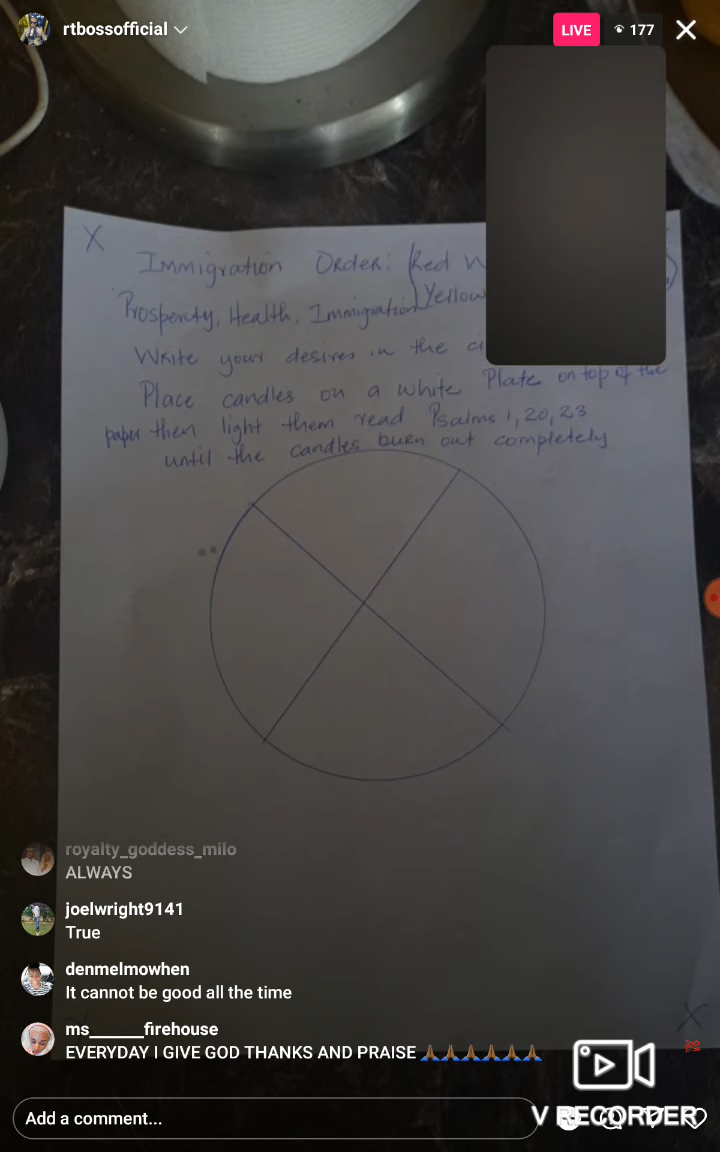 rtbossofficial
LIVE
177
X X
Immigration Order: (Red
Prosperity, Health, Immigration Yellow
Write your desires in the
Place candles on a white Plate on top of the
paper then light them read Psalms 1, 20, 23
until the candles burn out completely
X
royalty_goddess_milo
ALWAYS
joelwright9141
True
denmelmowhen
It cannot be good all the time
ms______firehouse
EVERYDAY I GIVE GOD THANKS AND PRAISE 🙏🏾🙏🏾🙏🏾🙏🏾🙏🏾🙏🏾
Add a comment...
V RECORDER